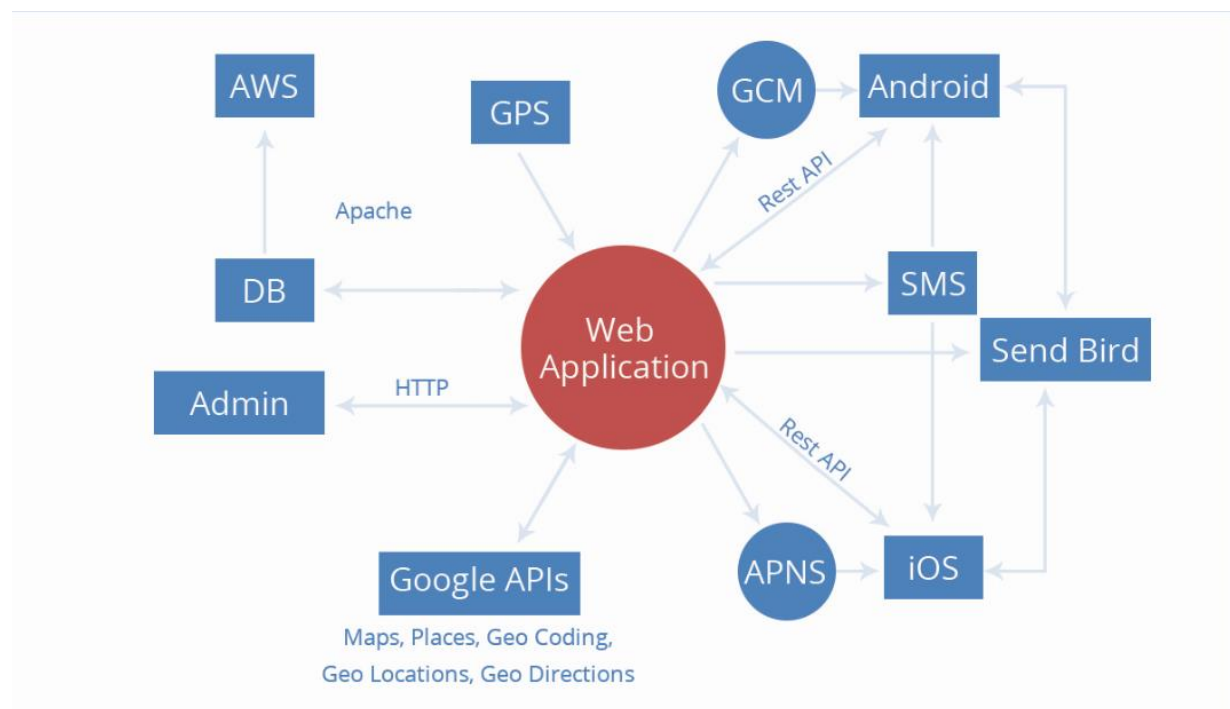 AWS
GPS
GCM
Android
Rest API
Apache
DB
SMS
Web
Application
Send Bird
Admin
HTTP
Rest API
Google APIs
APNS
iOS
Maps, Places, Geo Coding,
Geo Locations, Geo Directions